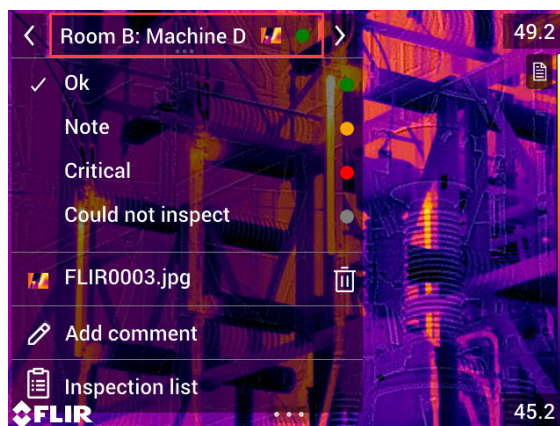 Room B: Machine D
49.2
Ok
Note
Critical
Could not inspect
FLIR0003.jpg
Add comment
Inspection list
FLIR
45.2